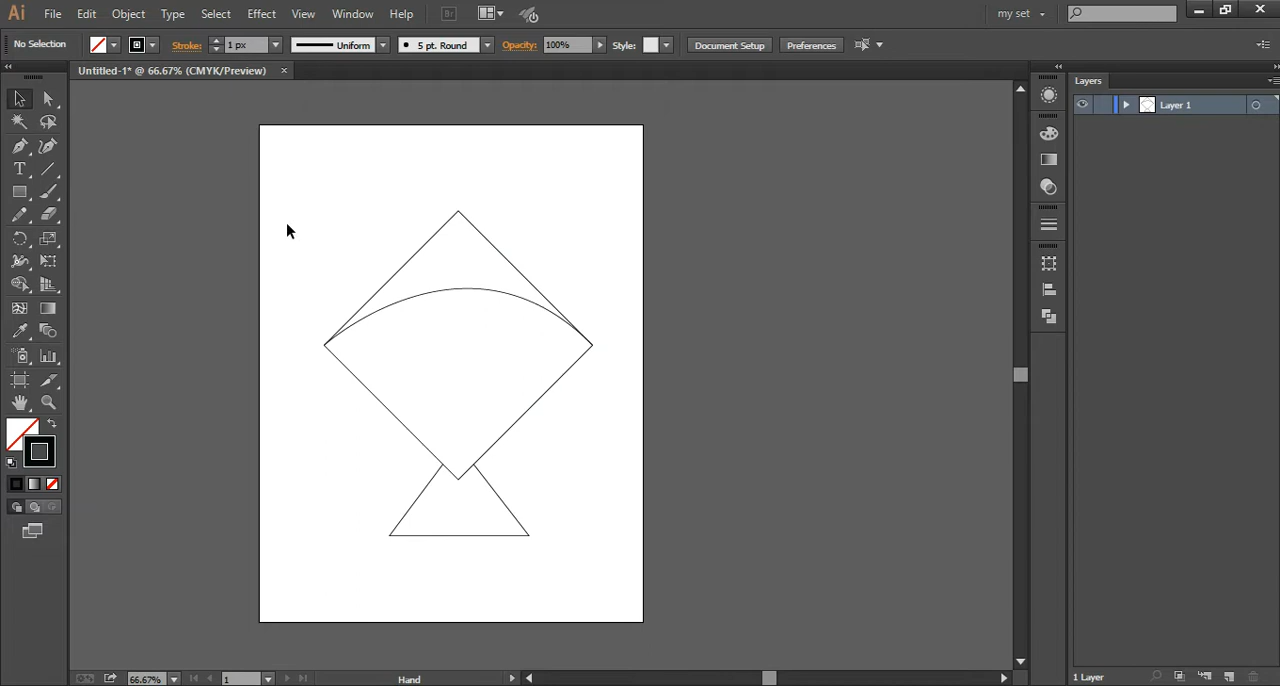 Ai File Edit Object Type Select Effect View Window Help Br my set
No Selection Stroke: 1 px Uniform 5 pt. Round Opacity: 100% Style: Document Setup Preferences
Untitled-1* @ 66.67% (CMYK/Preview)
Layers
Layer 1
T
66.67% 1 Hand 1 Layer